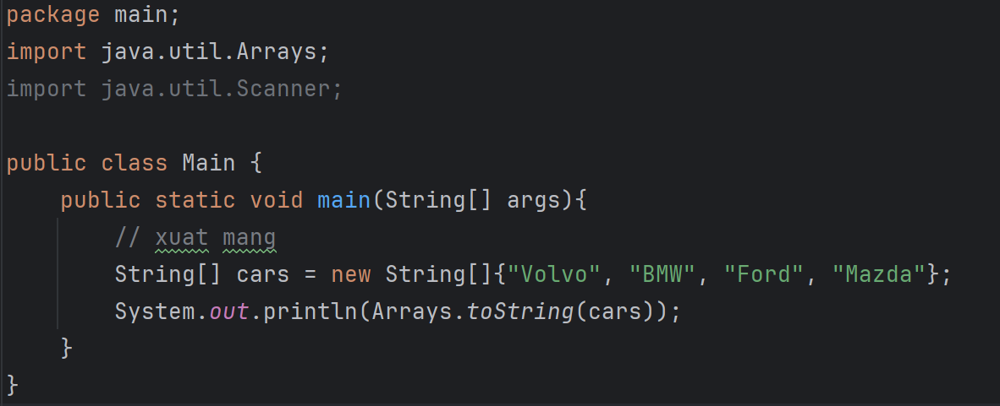 package main;
import java.util.Arrays;
import java.util.Scanner;
public class Main {
    public static void main(String[] args){
        // xuat mang
        String[] cars = new String[]{"Volvo", "BMW", "Ford", "Mazda"};
        System.out.println(Arrays.toString(cars));
    }
}